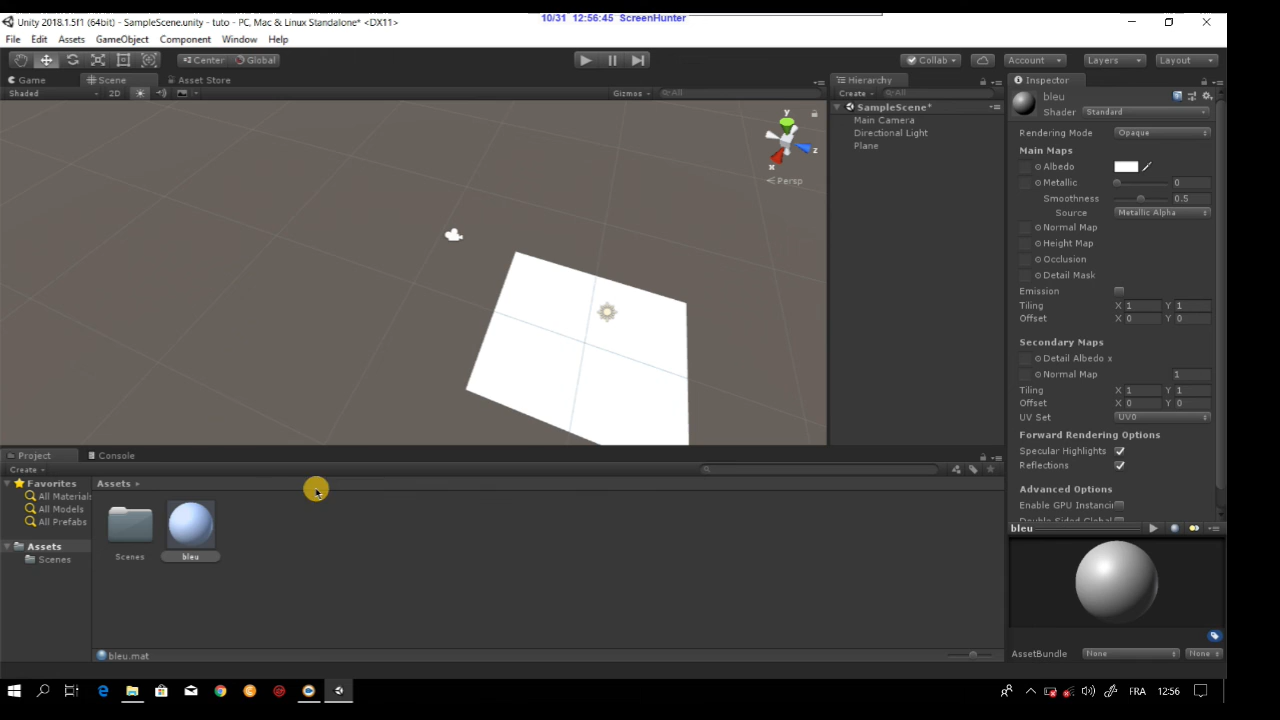 10/31 12:56:45 ScreenHunter
Unity 2018.1.5f1 (64bit) - SampleScene.unity - tuto - PC, Mac & Linux Standalone* <DX11>
File Edit Assets GameObject Component Window Help
Center Global Collab Account Layers Layout
Game Scene Asset Store
Shaded 2D Gizmos All
y
z
x
Persp
Hierarchy
Create All
SampleScene*
Main Camera
Directional Light
Plane
Inspector
bleu
Shader Standard
Rendering Mode Opaque
Main Maps
Albedo
Metallic 0
Smoothness 0.5
Source Metallic Alpha
Normal Map
Height Map
Occlusion
Detail Mask
Emission
Tiling X 1 Y 1
Offset X 0 Y 0
Secondary Maps
Detail Albedo x
Normal Map 1
Tiling X 1 Y 1
Offset X 0 Y 0
UV Set UV0
Forward Rendering Options
Specular Highlights
Reflections
Advanced Options
Enable GPU Instancin
bleu
AssetBundle None None
Project Console
Create
Favorites
All Materials
All Models
All Prefabs
Assets
Scenes
Assets
Scenes bleu
bleu.mat
FRA 12:56